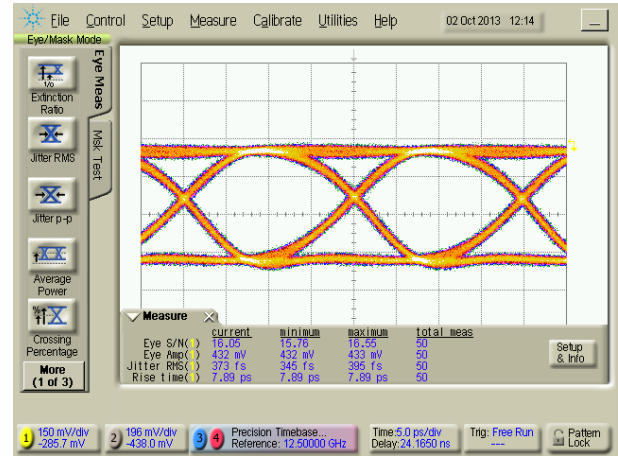 File Control Setup Measure Calibrate Utilities Help 02 Oct 2013 12:14
Eye/Mask Mode
Eye Meas
Msk Test
1/0
Extinction
Ratio
Jitter RMS
Jitter p-p
Average
Power
Crossing
Percentage
More
(1 of 3)
Measure
current minimum maximum total meas
Eye S/N(1) 16.05 15.76 16.55 50
Eye Amp(1) 432 mV 432 mV 433 mV 50
Jitter RMS(1) 373 fs 345 fs 395 fs 50
Rise time(1) 7.89 ps 7.89 ps 7.89 ps 50
Setup
& Info
1 150 mV/div
-285.7 mV
2 196 mV/div
-438.0 mV
3 4 Precision Timebase...
Reference: 12.50000 GHz
Time:5.0 ps/div
Delay:24.1650 ns
Trig: Free Run
---
Pattern
Lock